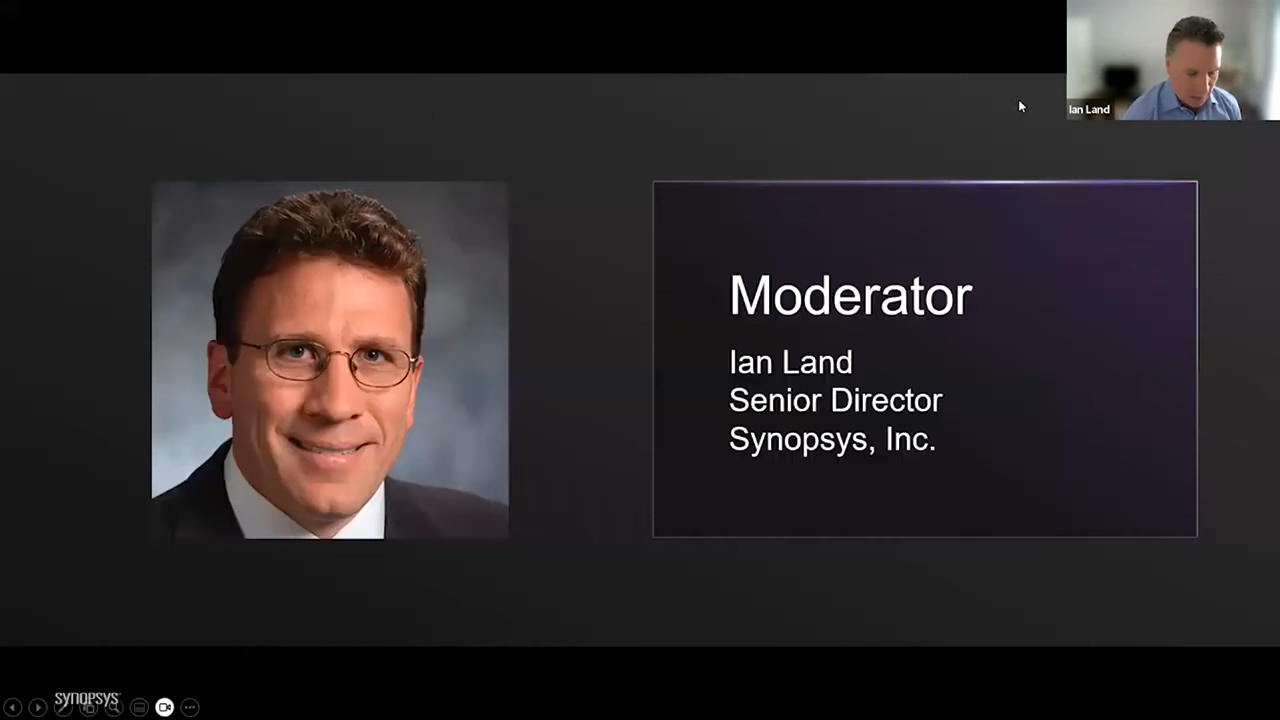 Ian Land
Moderator
Ian Land
Senior Director
Synopsys, Inc.
SYNOPSYS